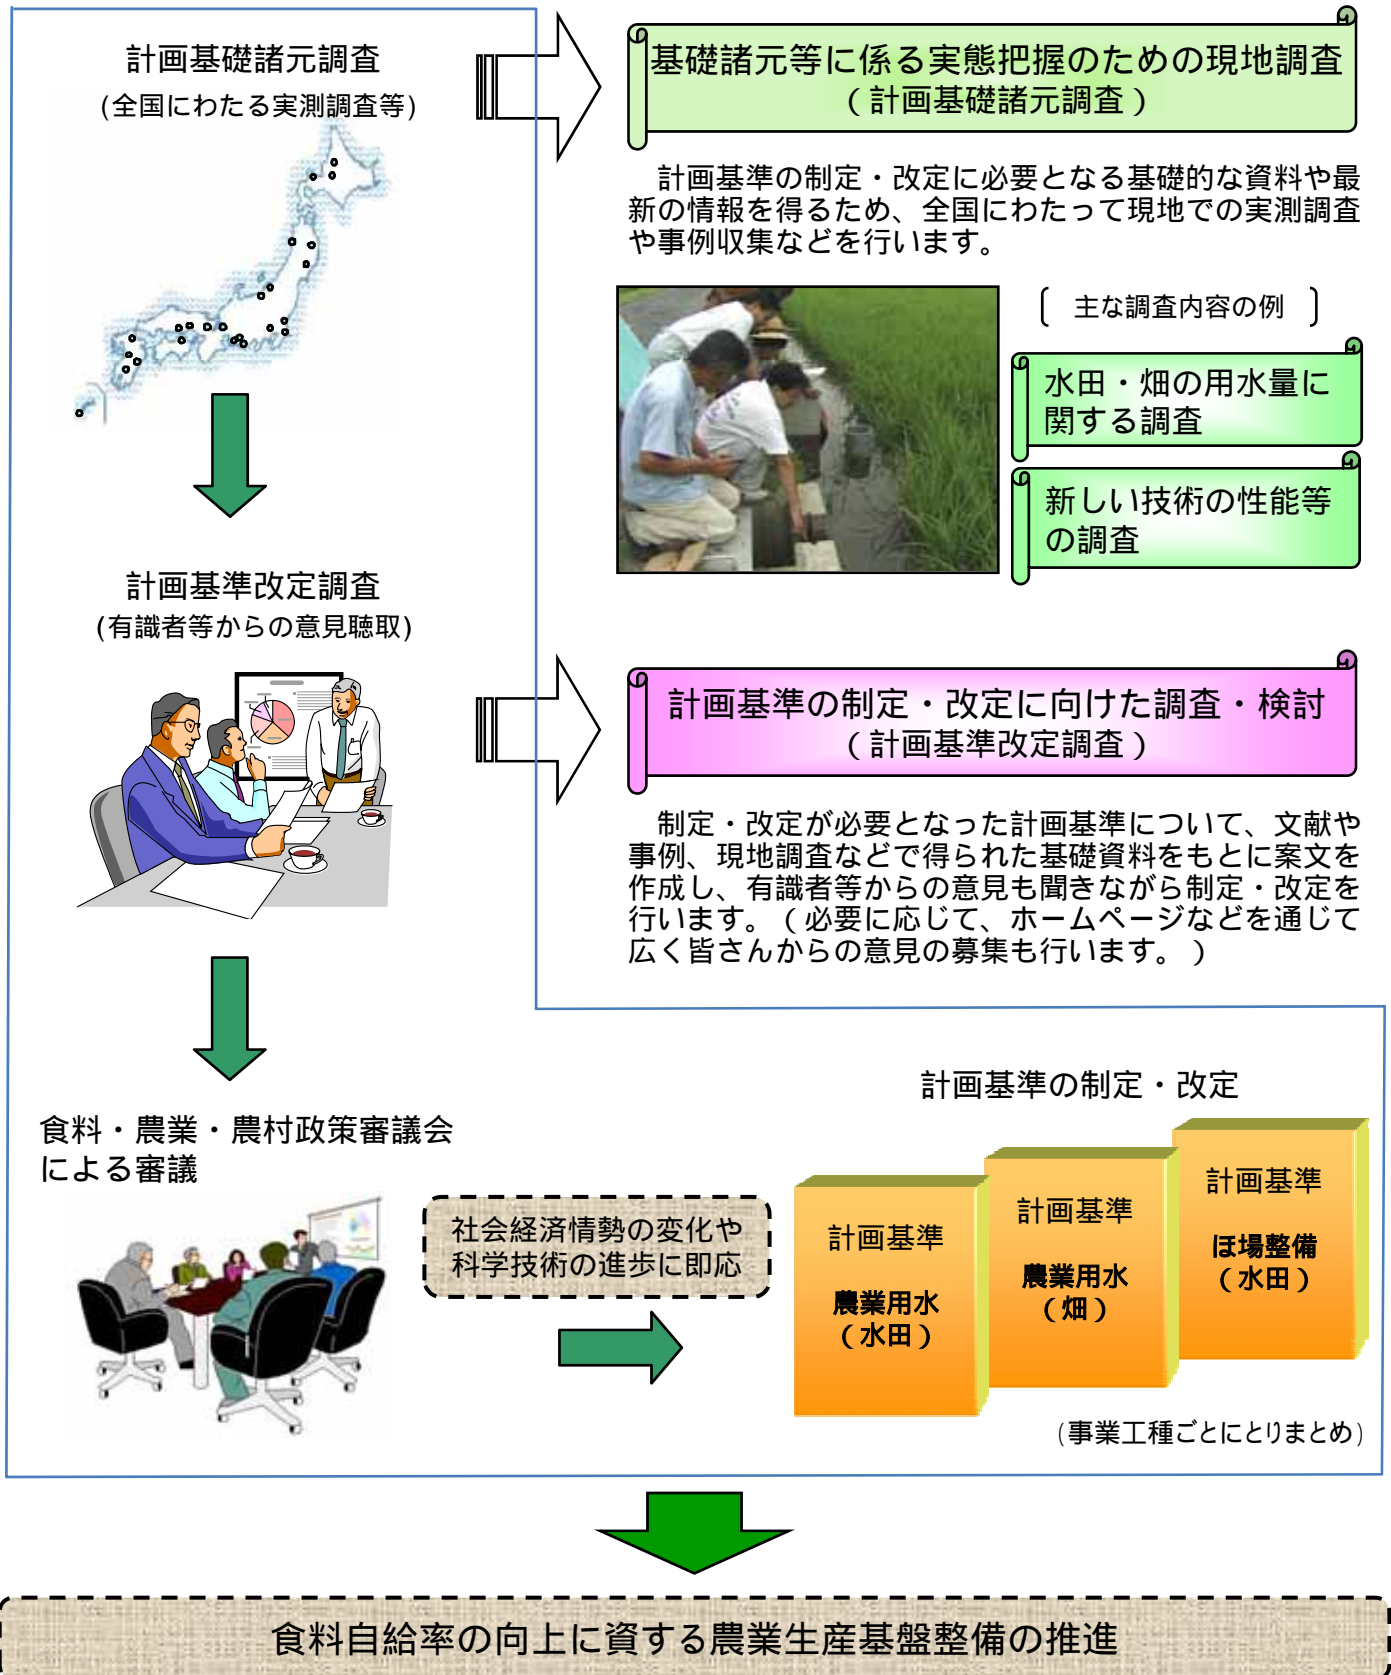 計画基礎諸元調査
(全国にわたる実測調査等)
基礎諸元等に係る実態把握のための現地調査
（計画基礎諸元調査）
計画基準の制定・改定に必要となる基礎的な資料や最
新の情報を得るため、全国にわたって現地での実測調査
や事例収集などを行います。
〔 主な調査内容の例 〕
水田・畑の用水量に
関する調査
新しい技術の性能等
の調査
計画基準改定調査
(有識者等からの意見聴取)
計画基準の制定・改定に向けた調査・検討
（計画基準改定調査）
制定・改定が必要となった計画基準について、文献や
事例、現地調査などで得られた基礎資料をもとに案文を
作成し、有識者等からの意見も聞きながら制定・改定を
行います。（必要に応じて、ホームページなどを通じて
広く皆さんからの意見の募集も行います。）
食料・農業・農村政策審議会
による審議
社会経済情勢の変化や
科学技術の進歩に即応
計画基準の制定・改定
計画基準
農業用水
（水田）
計画基準
農業用水
（畑）
計画基準
ほ場整備
（水田）
(事業工種ごとにとりまとめ)
食料自給率の向上に資する農業生産基盤整備の推進